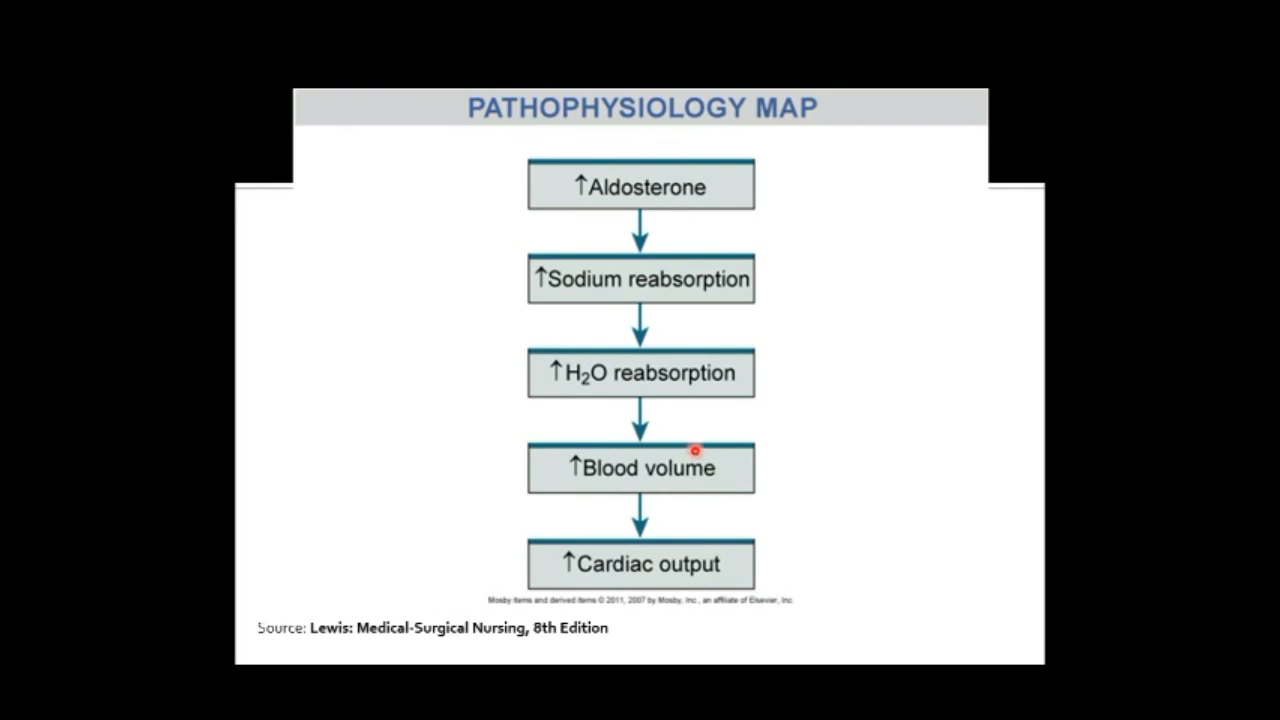 PATHOPHYSIOLOGY MAP
↑Aldosterone
↑Sodium reabsorption
↑H₂O reabsorption
↑Blood volume
↑Cardiac output
Mosby items and derived items © 2011, 2007 by Mosby, Inc., an affiliate of Elsevier, Inc.
Source: Lewis: Medical-Surgical Nursing, 8th Edition